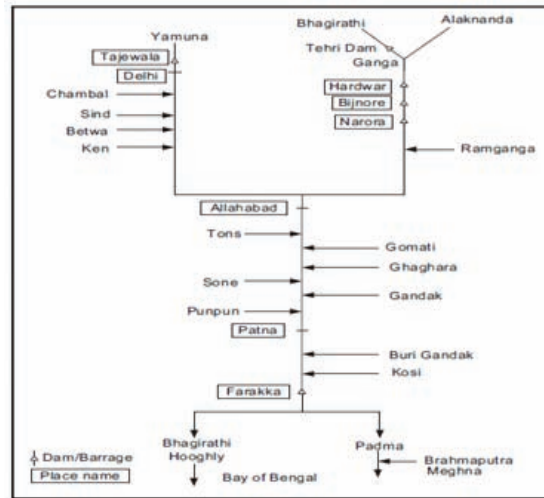 Bhagirathi
Alaknanda
Yamuna
Tehri Dam
Ganga
Tajewala
Delhi
Hardwar
Chambal
Bijnore
Sind
Narora
Betwa
Ken
Ramganga
Allahabad
Tons
Gomati
Ghaghara
Sone
Gandak
Punpun
Patna
Buri Gandak
Kosi
Farakka
Bhagirathi
Hooghly
Padma
Brahmaputra
Meghna
Dam/Barrage
Place name
Bay of Bengal